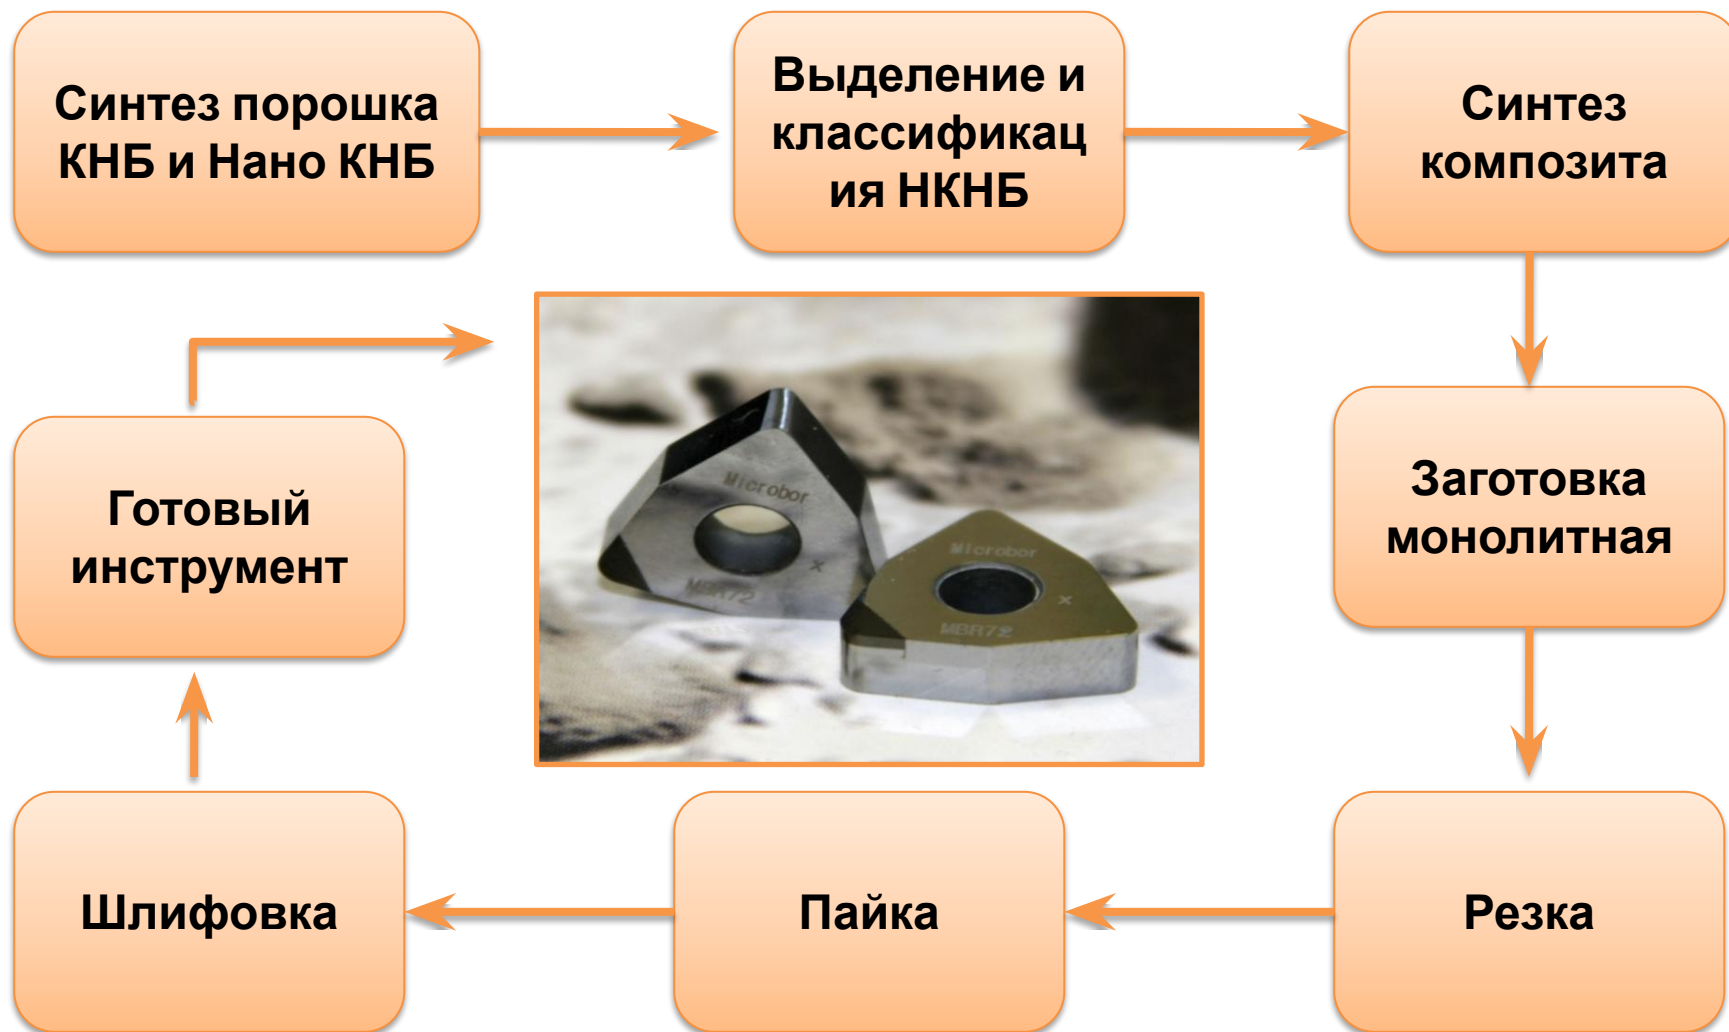 Синтез порошка
КНБ и Нано КНБ
Выделение и
классификац
ия НКНБ
Синтез
композита
Заготовка
монолитная
Резка
Пайка
Шлифовка
Готовый
инструмент
Microbor
x
MBR72
Microbor
x
MBR72